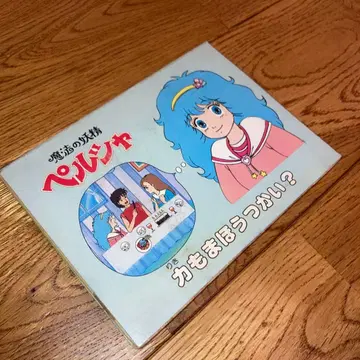 魔法の妖精
ペルシャ
力もまほうつかい？